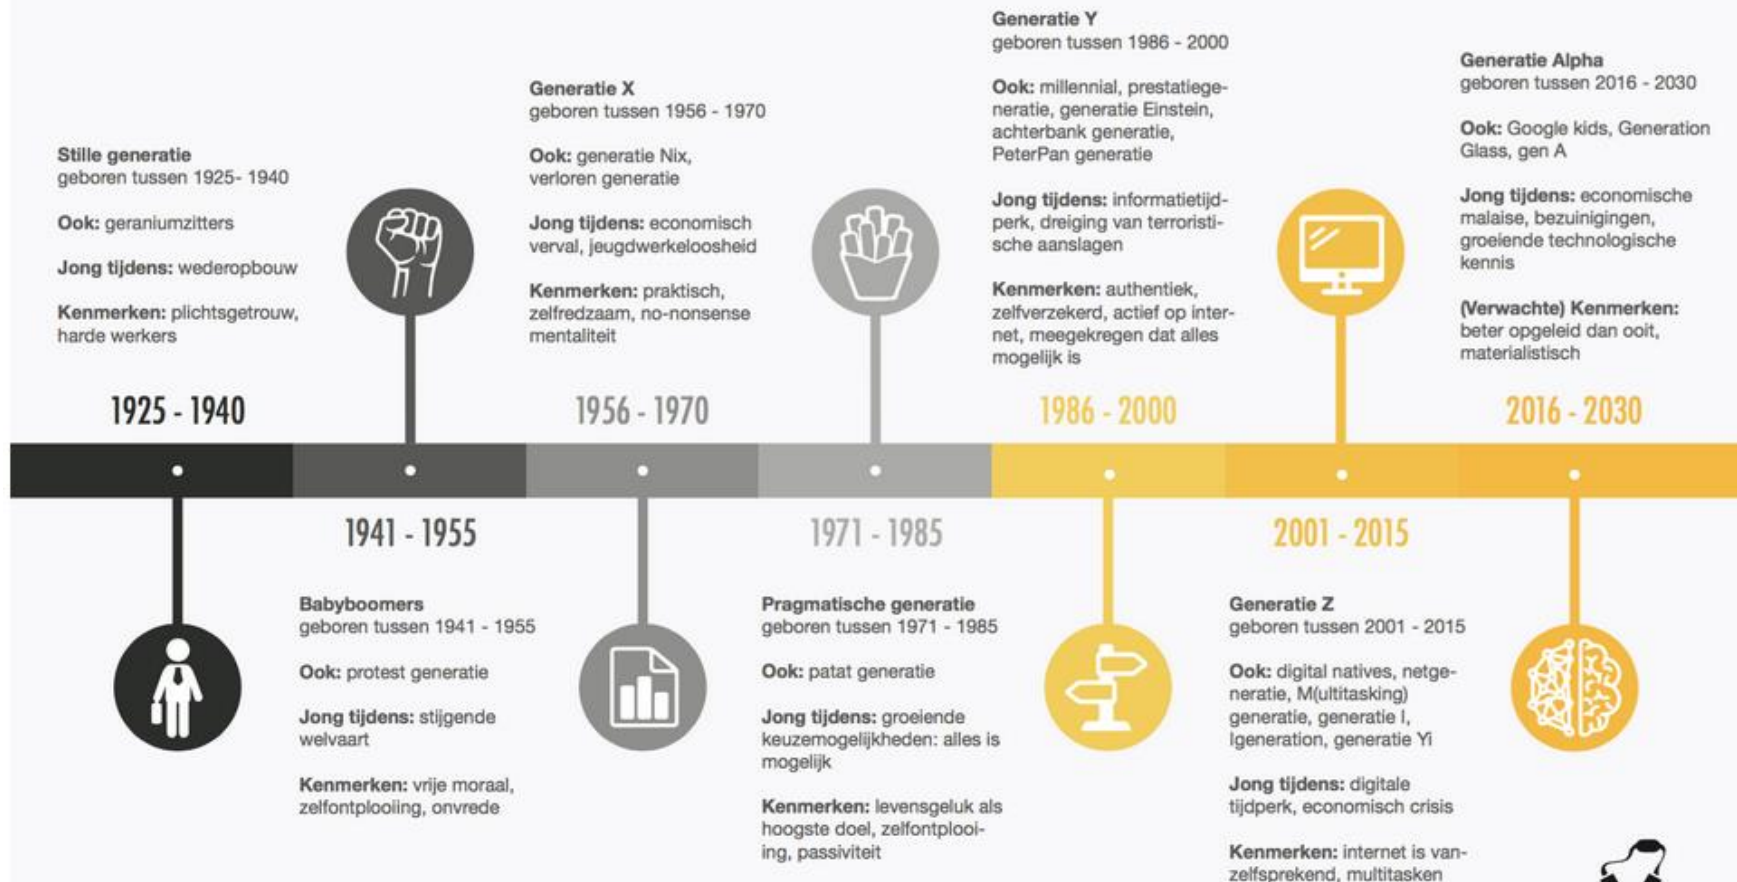 Stille generatie
geboren tussen 1925- 1940
Ook: geraniumzitters
Jong tijdens: wederopbouw
Kenmerken: plichtsgetrouw,
harde werkers
1925 - 1940
1941 - 1955
Babyboomers
geboren tussen 1941 - 1955
Ook: protest generatie
Jong tijdens: stijgende
welvaart
Kenmerken: vrije moraal,
zelfontplooiing, onvrede
Generatie X
geboren tussen 1956 - 1970
Ook: generatie Nix,
verloren generatie
Jong tijdens: economisch
verval, jeugdwerkeloosheid
Kenmerken: praktisch,
zelfredzaam, no-nonsense
mentaliteit
1956 - 1970
1971 - 1985
Pragmatische generatie
geboren tussen 1971 - 1985
Ook: patat generatie
Jong tijdens: groeiende
keuzemogelijkheden: alles is
mogelijk
Kenmerken: levensgeluk als
hoogste doel, zelfontplooi-
ing, passiviteit
Generatie Y
geboren tussen 1986 - 2000
Ook: millennial, prestatiege-
neratie, generatie Einstein,
achterbank generatie,
PeterPan generatie
Jong tijdens: informatietijd-
perk, dreiging van terroristi-
sche aanslagen
Kenmerken: authentiek,
zelfverzekerd, actief op inter-
net, meegekregen dat alles
mogelijk is
1986 - 2000
2001 - 2015
Generatie Z
geboren tussen 2001 - 2015
Ook: digital natives, netge-
neratie, M(ultitasking)
generatie, generatie I,
Igeneration, generatie Yi
Jong tijdens: digitale
tijdperk, economisch crisis
Kenmerken: internet is van-
zelfsprekend, multitasken
Generatie Alpha
geboren tussen 2016 - 2030
Ook: Google kids, Generation
Glass, gen A
Jong tijdens: economische
malaise, bezuinigingen,
groeiende technologische
kennis
(Verwachte) Kenmerken:
beter opgeleid dan ooit,
materialistisch
2016 - 2030